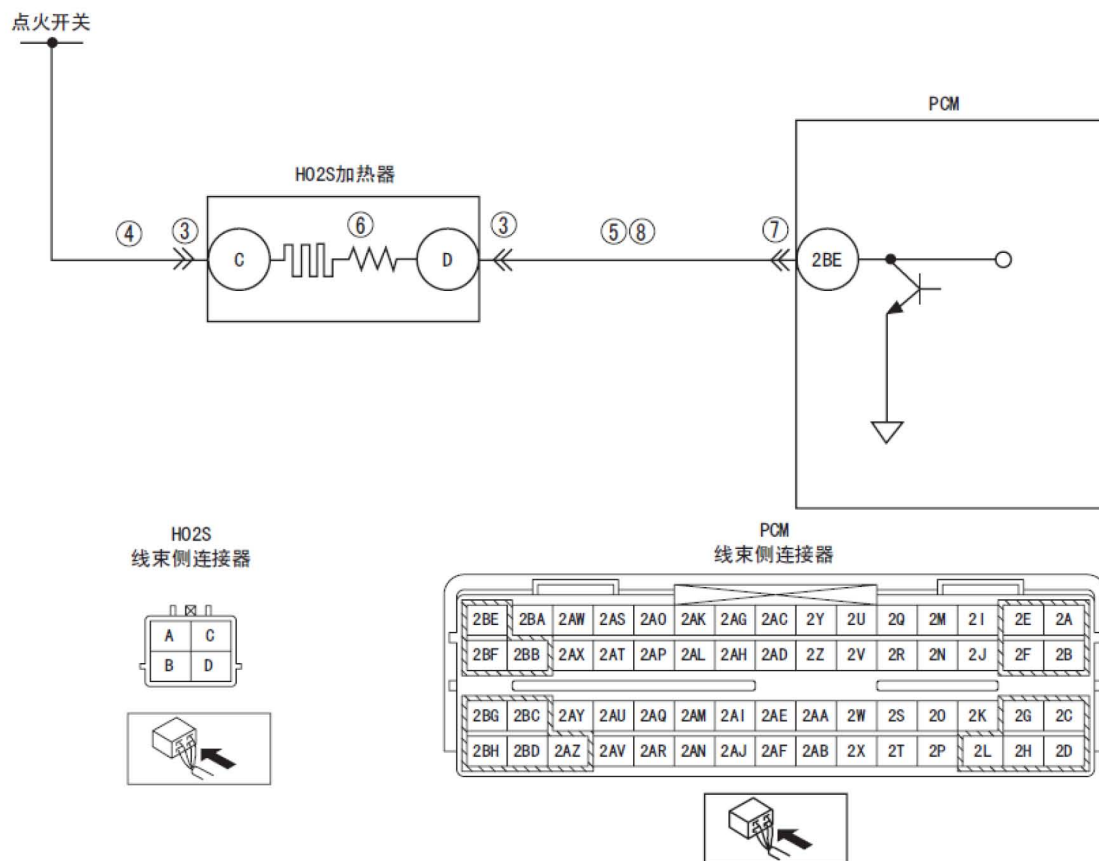 点火开关
PCM
HO2S加热器
④ ③ C ⑥ D ③ ⑤⑧ ⑦ 2BE
HO2S
线束侧连接器
A C
B D
PCM
线束侧连接器
2BE 2BA 2AW 2AS 2AO 2AK 2AG 2AC 2Y 2U 2Q 2M 2I 2E 2A
2BF 2BB 2AX 2AT 2AP 2AL 2AH 2AD 2Z 2V 2R 2N 2J 2F 2B
2BG 2BC 2AY 2AU 2AQ 2AM 2AI 2AE 2AA 2W 2S 2O 2K 2G 2C
2BH 2BD 2AZ 2AV 2AR 2AN 2AJ 2AF 2AB 2X 2T 2P 2L 2H 2D